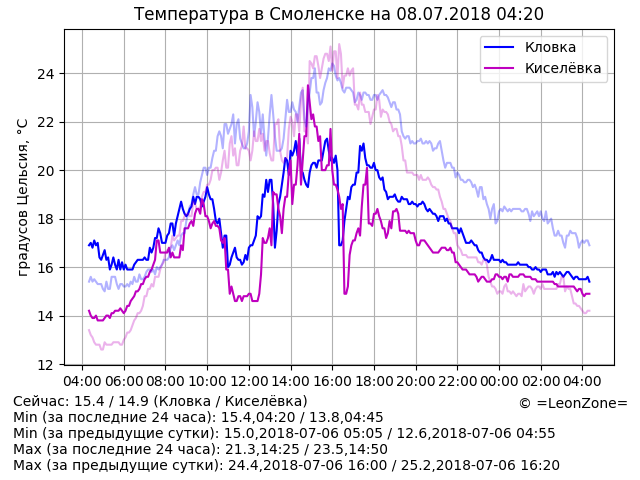 Температура в Смоленске на 08.07.2018 04:20
Кловка
Киселёвка
градусов Цельсия, °C
24
22
20
18
16
14
12
04:00 06:00 08:00 10:00 12:00 14:00 16:00 18:00 20:00 22:00 00:00 02:00 04:00
Сейчас: 15.4 / 14.9 (Кловка / Киселёвка)
© =LeonZone=
Min (за последние 24 часа): 15.4,04:20 / 13.8,04:45
Min (за предыдущие сутки): 15.0,2018-07-06 05:05 / 12.6,2018-07-06 04:55
Max (за последние 24 часа): 21.3,14:25 / 23.5,14:50
Max (за предыдущие сутки): 24.4,2018-07-06 16:00 / 25.2,2018-07-06 16:20